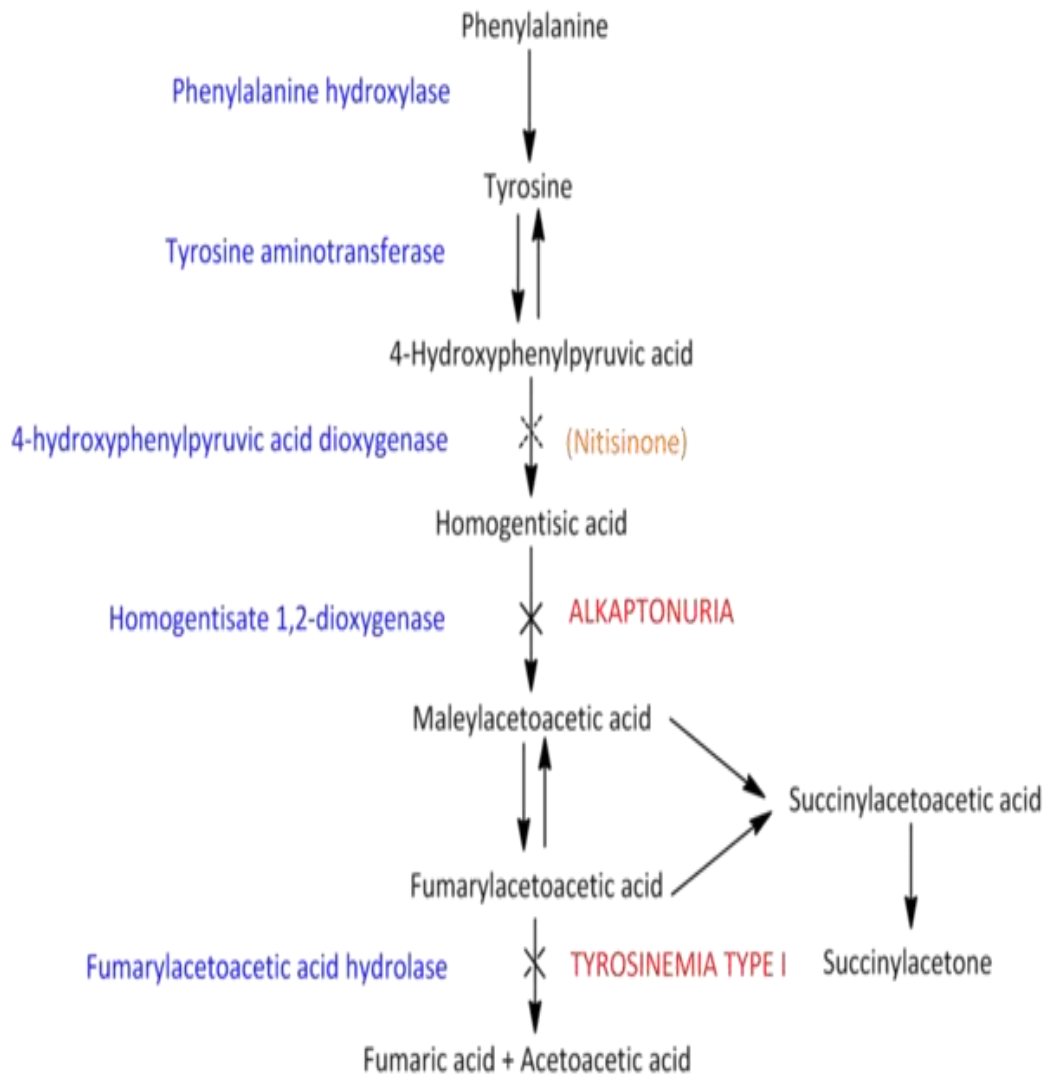 Phenylalanine
Phenylalanine hydroxylase
Tyrosine
Tyrosine aminotransferase
4-Hydroxyphenylpyruvic acid
4-hydroxyphenylpyruvic acid dioxygenase
(Nitisinone)
Homogentisic acid
Homogentisate 1,2-dioxygenase
ALKAPTONURIA
Maleylacetoacetic acid
Succinylacetoacetic acid
Fumarylacetoacetic acid
Fumarylacetoacetic acid hydrolase
TYROSINEMIA TYPE I
Succinylacetone
Fumaric acid + Acetoacetic acid